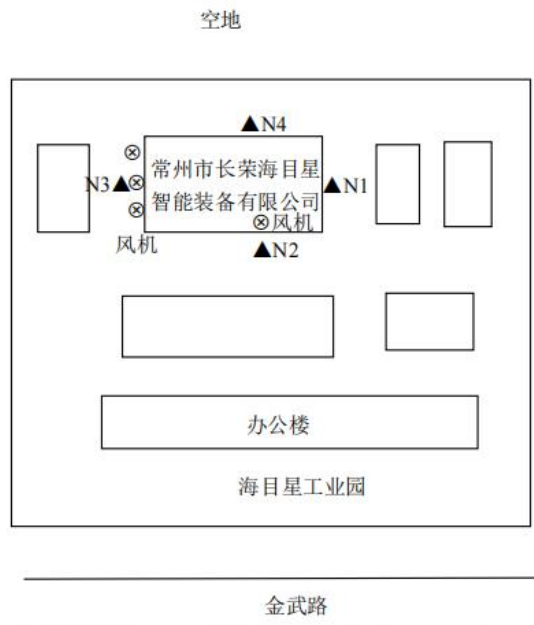 空地
▲N4
常州市长荣海目星
N3▲
▲N1
智能装备有限公司
⊗风机
风机
▲N2
办公楼
海目星工业园
金武路